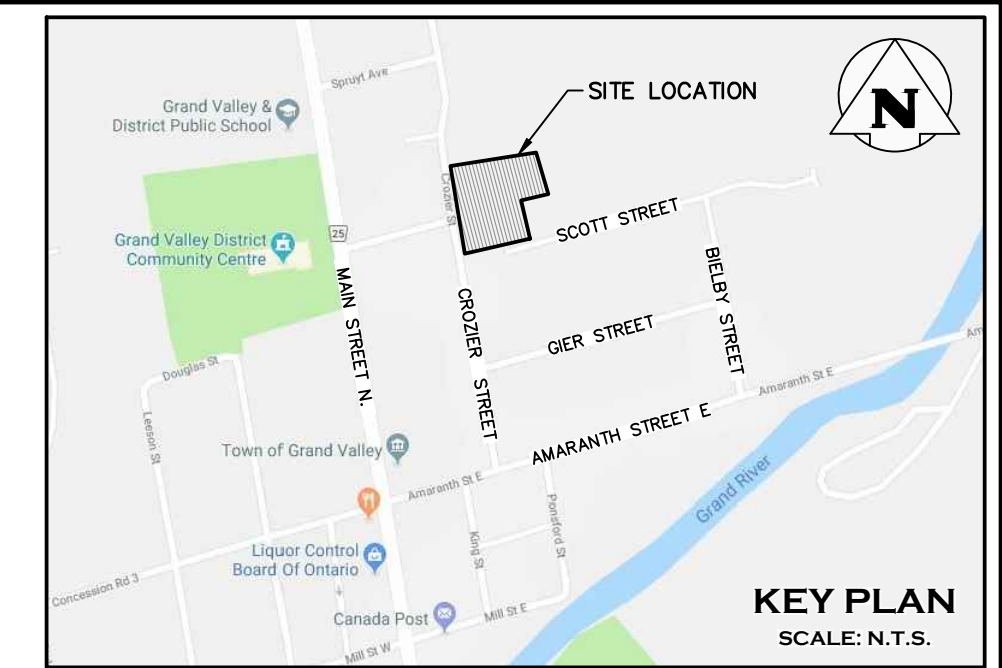 Spruyt Ave
Grand Valley &
District Public School
SITE LOCATION
N
Crozier St
SCOTT STREET
25
Grand Valley District
Community Centre
MAIN STREET N.
CROZIER STREET
BIELBY STREET
GIER STREET
Douglas St
Leeson St
Am
Amaranth St E
AMARANTH STREET E
Town of Grand Valley
Amaranth St E
Grand River
King St
Ponsford St
Liquor Control
Board Of Ontario
Concession Rd 3
Canada Post
Mill St E
Mill St W
KEY PLAN
SCALE: N.T.S.